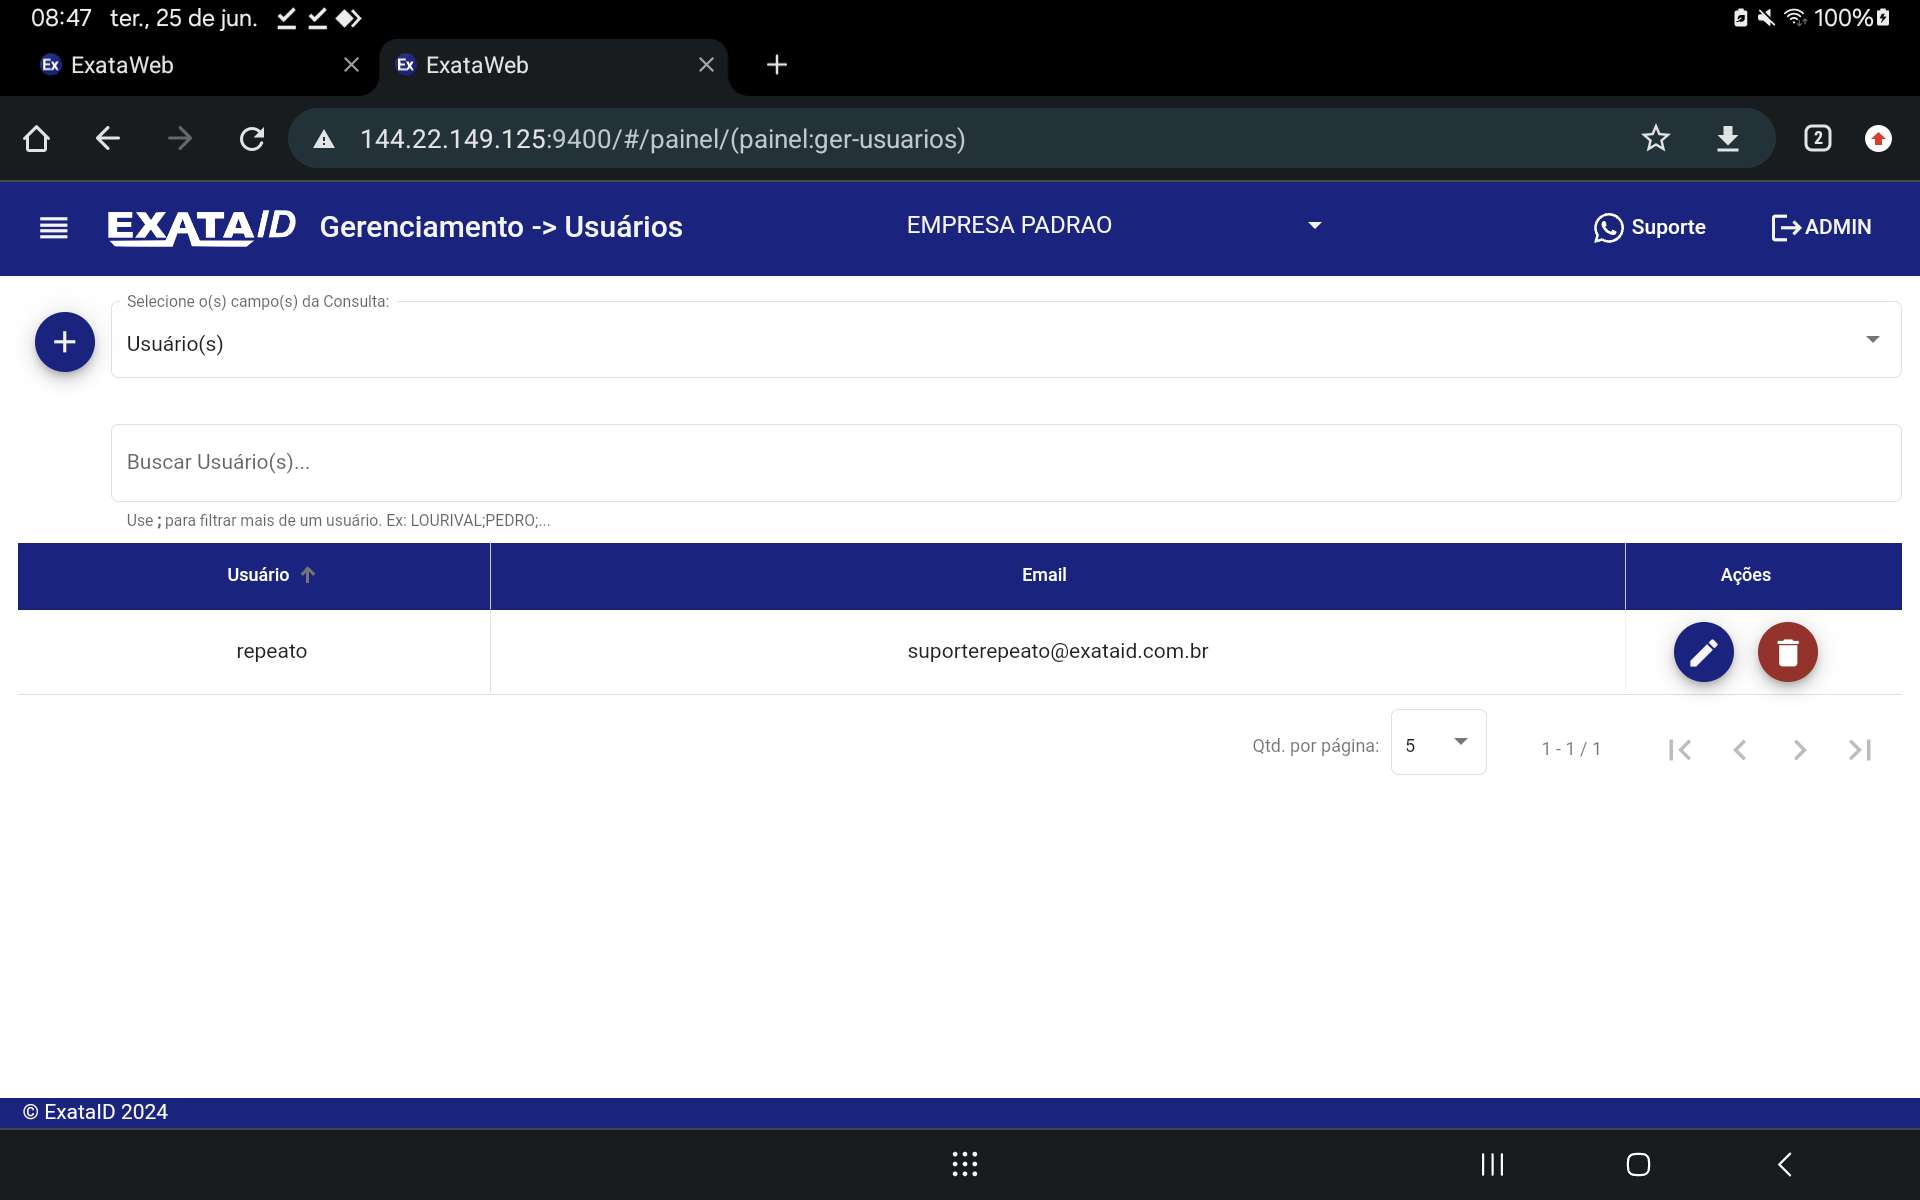 08:47 ter., 25 de jun. 100%
Ex ExataWeb Ex ExataWeb
144.22.149.125:9400/#/painel/(painel:ger-usuarios) 2
EXATAID Gerenciamento -> Usuários EMPRESA PADRAO Suporte ADMIN
Selecione o(s) campo(s) da Consulta:
Usuário(s)
Buscar Usuário(s)...
Use ; para filtrar mais de um usuário. Ex: LOURIVAL;PEDRO;...
Usuário Email Ações
repeato suporterepeato@exataid.com.br
Qtd. por página: 5 1 - 1 / 1
© ExataID 2024